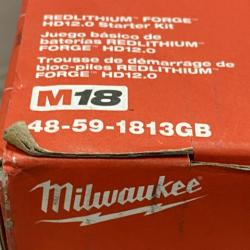 REDLITHIUM™ FORGE™
HD12.0 Starter Kit
Juego básico de
baterías REDLITHIUM™
FORGE™ HD12.0
Trousse de démarrage de
bloc-piles REDLITHIUM™
FORGE™ HD12.0
M18
48-59-1813GB
Milwaukee